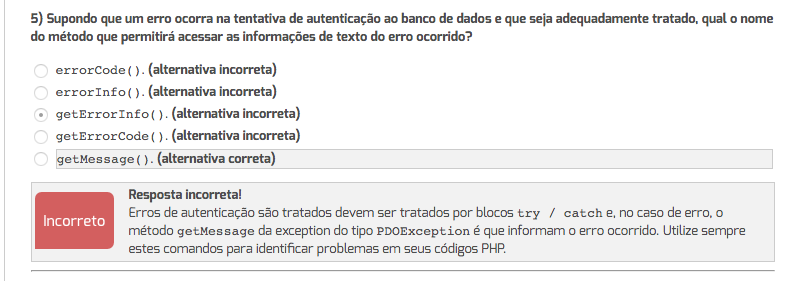 5) Supondo que um erro ocorra na tentativa de autenticação ao banco de dados e que seja adequadamente tratado, qual o nome
do método que permitirá acessar as informações de texto do erro ocorrido?
errorCode(). (alternativa incorreta)
errorInfo(). (alternativa incorreta)
getErrorInfo(). (alternativa incorreta)
getErrorCode(). (alternativa incorreta)
getMessage(). (alternativa correta)
Incorreto
Resposta incorreta!
Erros de autenticação são tratados devem ser tratados por blocos try / catch e, no caso de erro, o
método getMessage da exception do tipo PDOException é que informam o erro ocorrido. Utilize sempre
estes comandos para identificar problemas em seus códigos PHP.